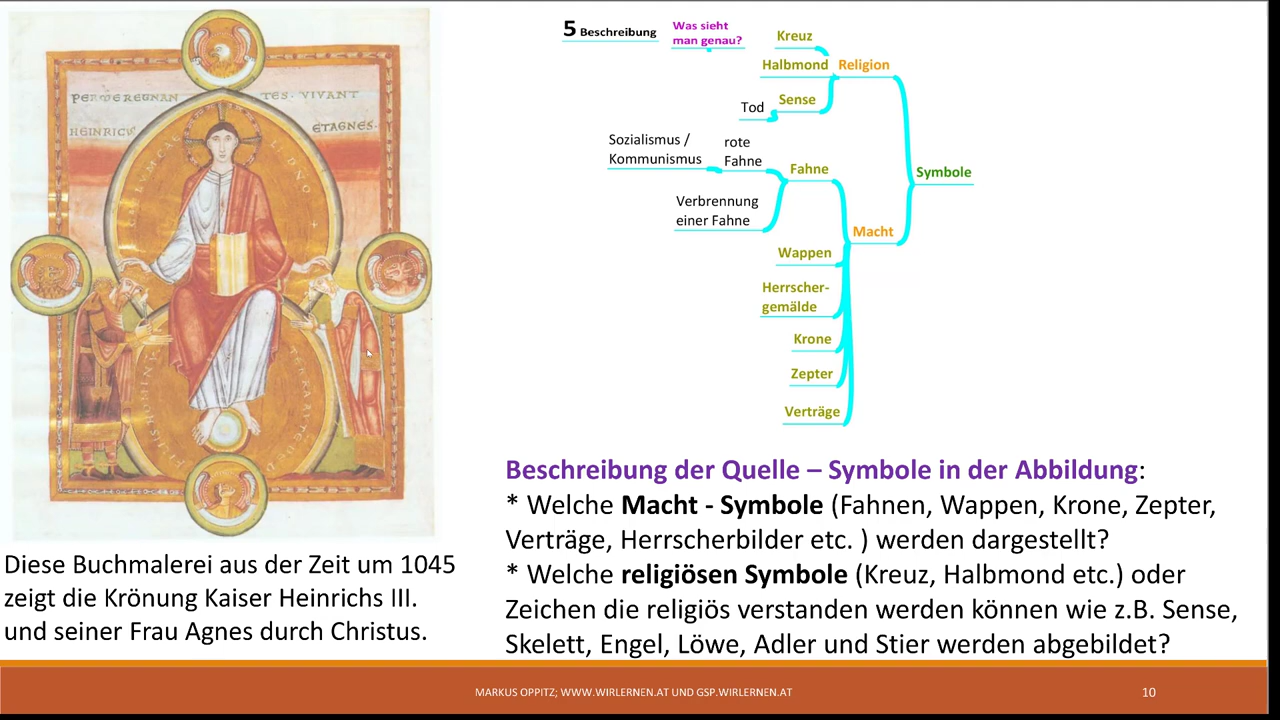 PERMEREGNAN TES·VIVANT
HEINRICVS ETAGNES·
Diese Buchmalerei aus der Zeit um 1045
zeigt die Krönung Kaiser Heinrichs III.
und seiner Frau Agnes durch Christus.
5 Beschreibung
Was sieht
man genau?
Kreuz
Halbmond
Religion
Sense
Tod
Sozialismus /
Kommunismus
rote
Fahne
Fahne
Verbrennung
einer Fahne
Symbole
Macht
Wappen
Herrscher-
gemälde
Krone
Zepter
Verträge
Beschreibung der Quelle – Symbole in der Abbildung:
* Welche Macht - Symbole (Fahnen, Wappen, Krone, Zepter,
Verträge, Herrscherbilder etc. ) werden dargestellt?
* Welche religiösen Symbole (Kreuz, Halbmond etc.) oder
Zeichen die religiös verstanden werden können wie z.B. Sense,
Skelett, Engel, Löwe, Adler und Stier werden abgebildet?
MARKUS OPPITZ; WWW.WIRLERNEN.AT UND GSP.WIRLERNEN.AT
10